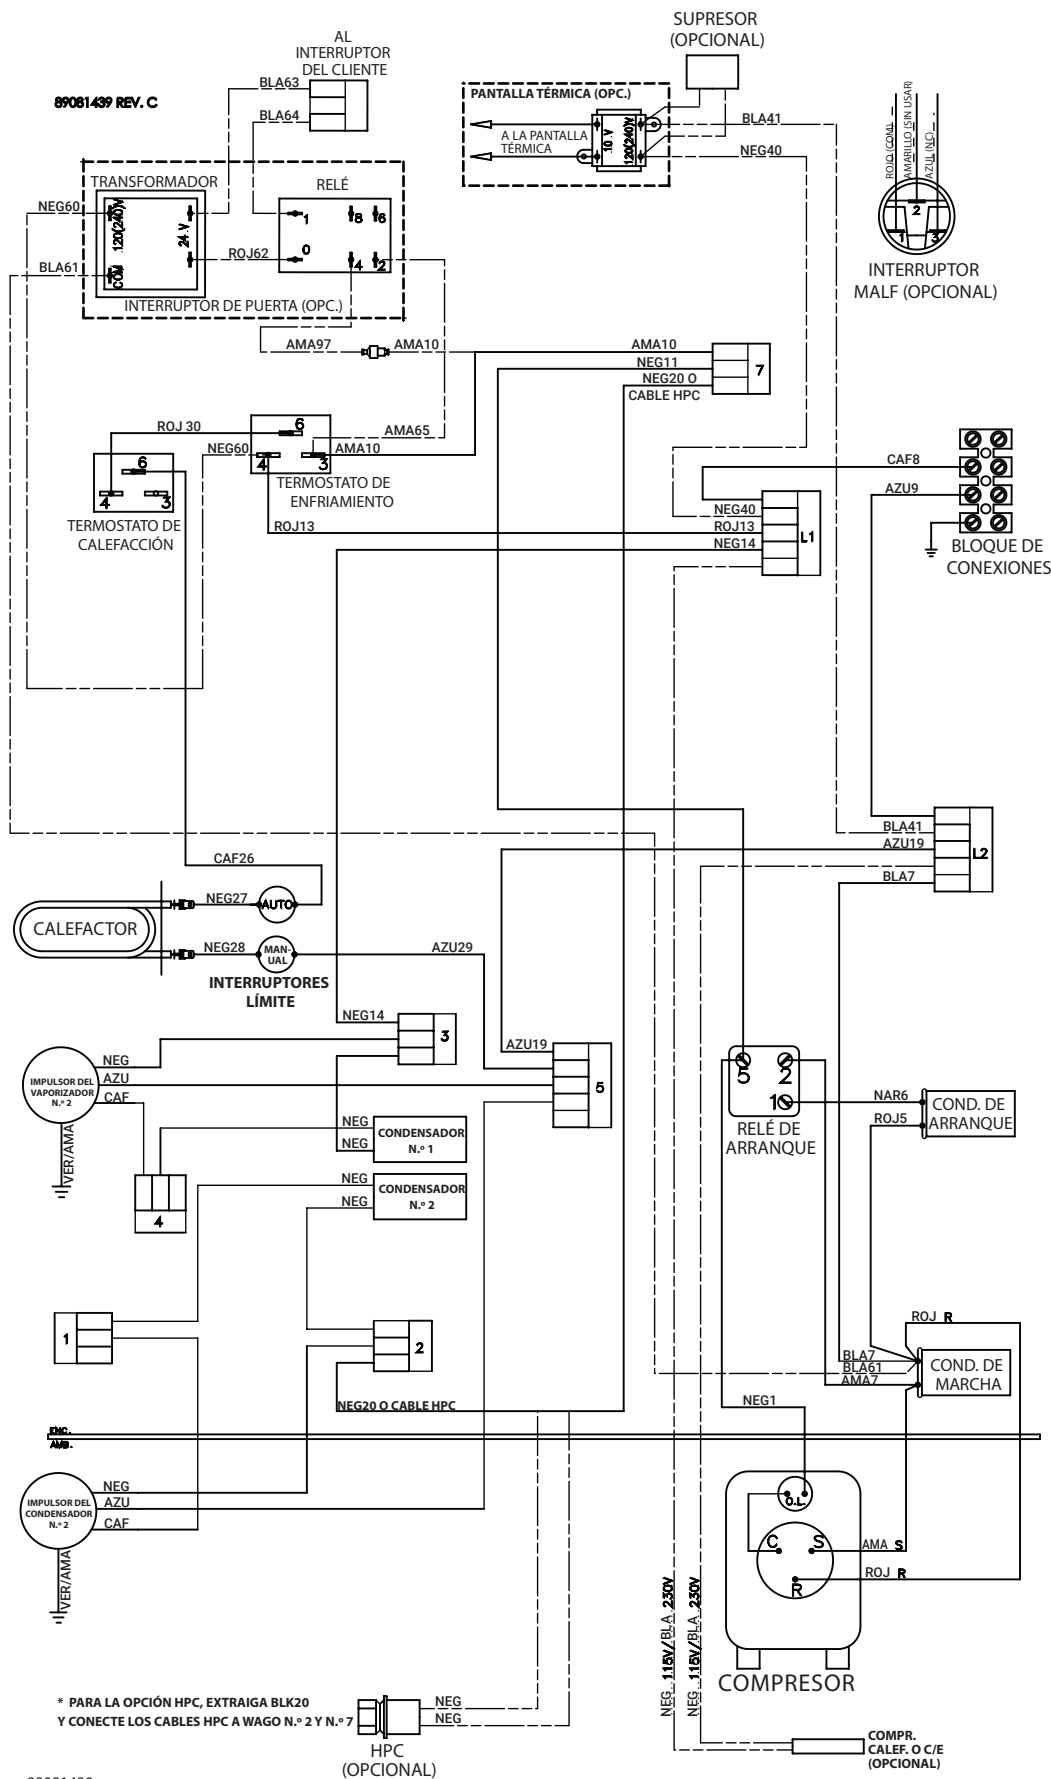 SUPRESOR
(OPCIONAL)
AL
INTERRUPTOR
DEL CLIENTE
BLA63
BLA64
89081439 REV. C
PANTALLA TÉRMICA (OPC.)
A LA PANTALLA
TÉRMICA
.10 .V
.120(240)V
BLA41
NEG40
ROJO (COM)
AMARILLO (SIN USAR)
AZUL (NC)
1
2
3
INTERRUPTOR
MALF (OPCIONAL)
TRANSFORMADOR
RELÉ
NEG60
.120(240)V
24 .V
COM
1
8
6
0
4
2
BLA61
ROJ62
INTERRUPTOR DE PUERTA (OPC.)
AMA97
AMA10
AMA10
NEG11
NEG20 O
CABLE HPC
7
ROJ 30
6
AMA65
NEG60
4
3
AMA10
TERMOSTATO DE
ENFRIAMIENTO
6
4
3
TERMOSTATO DE
CALEFACCIÓN
CAF8
AZU9
BLOQUE DE
CONEXIONES
NEG40
ROJ13
ROJ13
NEG14
L1
BLA41
AZU19
BLA7
L2
CAF26
NEG27
AUTO
CALEFACTOR
NEG28
MAN-
UAL
AZU29
INTERRUPTORES
LÍMITE
NEG14
3
AZU19
5
NEG
AZU
CAF
IMPULSOR DEL
VAPORIZADOR
N.º 2
VER/AMA
5
2
1
RELÉ DE
ARRANQUE
NAR6
ROJ5
COND. DE
ARRANQUE
NEG
NEG
CONDENSADOR
N.º 1
4
NEG
NEG
CONDENSADOR
N.º 2
1
2
ROJ R
BLA7
BLA61
AMA7
COND. DE
MARCHA
NEG1
NEG20 O CABLE HPC
ENC.
AMB.
NEG
AZU
CAF
IMPULSOR DEL
CONDENSADOR
N.º 2
VER/AMA
O.L.
C
S
R
AMA S
ROJ R
COMPRESOR
NEG .115V/BLA .230V
NEG .115V/BLA .230V
* PARA LA OPCIÓN HPC, EXTRAIGA BLK20
Y CONECTE LOS CABLES HPC A WAGO N.º 2 Y N.º 7
NEG
NEG
HPC
(OPCIONAL)
COMPR.
CALEF. O C/E
(OPCIONAL)